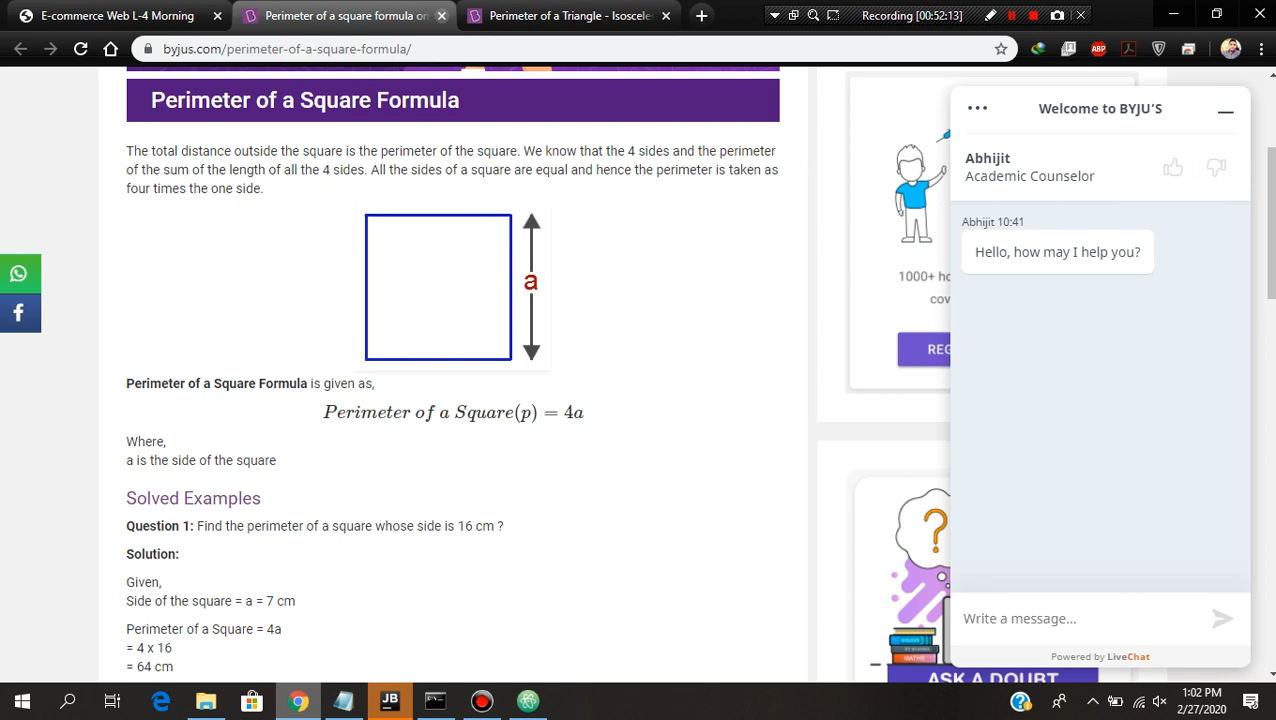 E-commerce Web L-4 Morning
Perimeter of a square formula on
Perimeter of a Triangle - Isosceles
Recording [00:52:13]
byjus.com/perimeter-of-a-square-formula/
ABP
Perimeter of a Square Formula
The total distance outside the square is the perimeter of the square. We know that the 4 sides and the perimeter
of the sum of the length of all the 4 sides. All the sides of a square are equal and hence the perimeter is taken as
four times the one side.
a
Perimeter of a Square Formula is given as,
Perimeter of a Square(p) = 4a
Where,
a is the side of the square
Solved Examples
Question 1: Find the perimeter of a square whose side is 16 cm ?
Solution:
Given,
Side of the square = a = 7 cm
Perimeter of a Square = 4a
= 4 x 16
= 64 cm
1000+ ho
cov
REG
?
MATHS
ASK A DOUBT
Welcome to BYJU'S
Abhijit
Academic Counselor
Abhijit 10:41
Hello, how may I help you?
Write a message...
Powered by LiveChat
JB
1:02 PM
2/27/2020